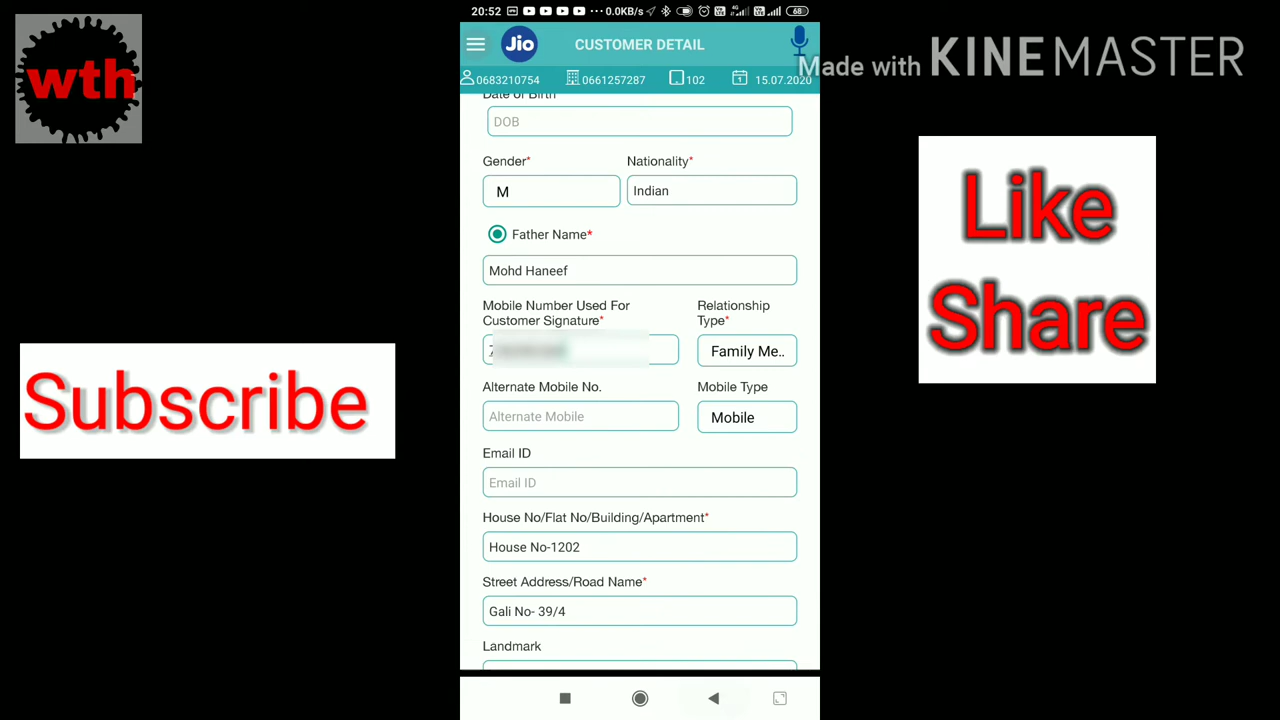 wth
Subscribe
20:52
0.0KB/s
4G
68
Jio
CUSTOMER DETAIL
0683210754
0661257287
102
15.07.2020
Date of Birth
DOB
Gender*
Nationality*
M
Indian
Father Name*
Mohd Haneef
Mobile Number Used For
Relationship
Customer Signature*
Type*
Family Me..
Alternate Mobile No.
Mobile Type
Alternate Mobile
Mobile
Email ID
Email ID
House No/Flat No/Building/Apartment*
House No-1202
Street Address/Road Name*
Gali No- 39/4
Landmark
Made with KINEMASTER
Like
Share